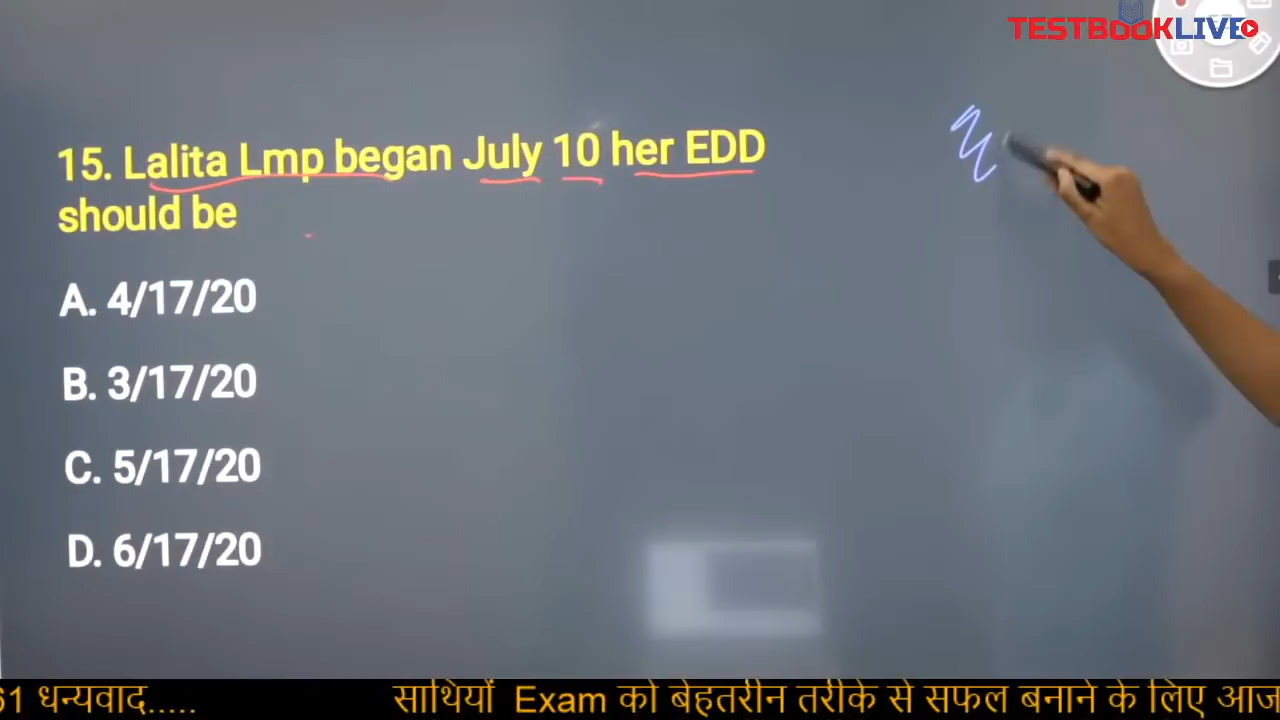 TESTBOOKLIVE
15. Lalita Lmp began July 10 her EDD
should be
A. 4/17/20
B. 3/17/20
C. 5/17/20
D. 6/17/20
61 धन्यवाद..... साथियों Exam को बेहतरीन तरीके से सफल बनाने के लिए आज